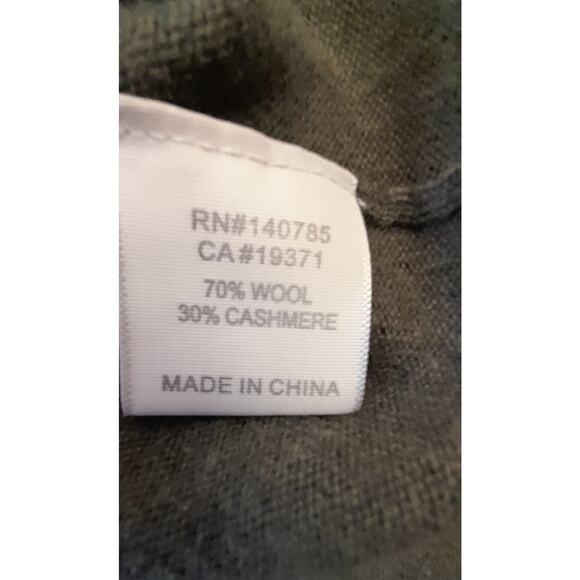 RN#140785
CA#19371
70% WOOL
30% CASHMERE
MADE IN CHINA